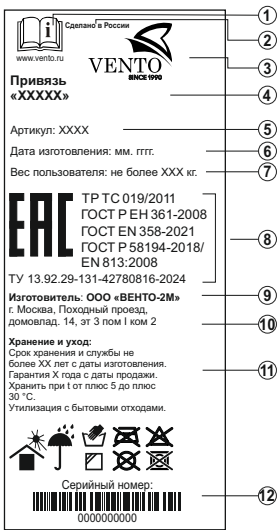 Сделано в России
i
www.vento.ru
VENTO
SINCE 1990
Привязь
«XXXXX»
Артикул: XXXX
Дата изготовления: мм. гггг.
Вес пользователя: не более XXX кг.
EAC
ТР ТС 019/2011
ГОСТ Р ЕН 361-2008
ГОСТ EN 358-2021
ГОСТ Р 58194-2018/
EN 813:2008
ТУ 13.92.29-131-42780816-2024
Изготовитель: ООО «ВЕНТО-2М»
г. Москва, Походный проезд,
домовлад. 14, эт 3 пом I ком 2
Хранение и уход:
Срок хранения и службы не
более XX лет с даты изготовления.
Гарантия X года с даты продажи.
Хранить при t от плюс 5 до плюс
30 °C.
Утилизация с бытовыми отходами.
Серийный номер:
0000000000
1
2
3
4
5
6
7
8
9
10
11
12